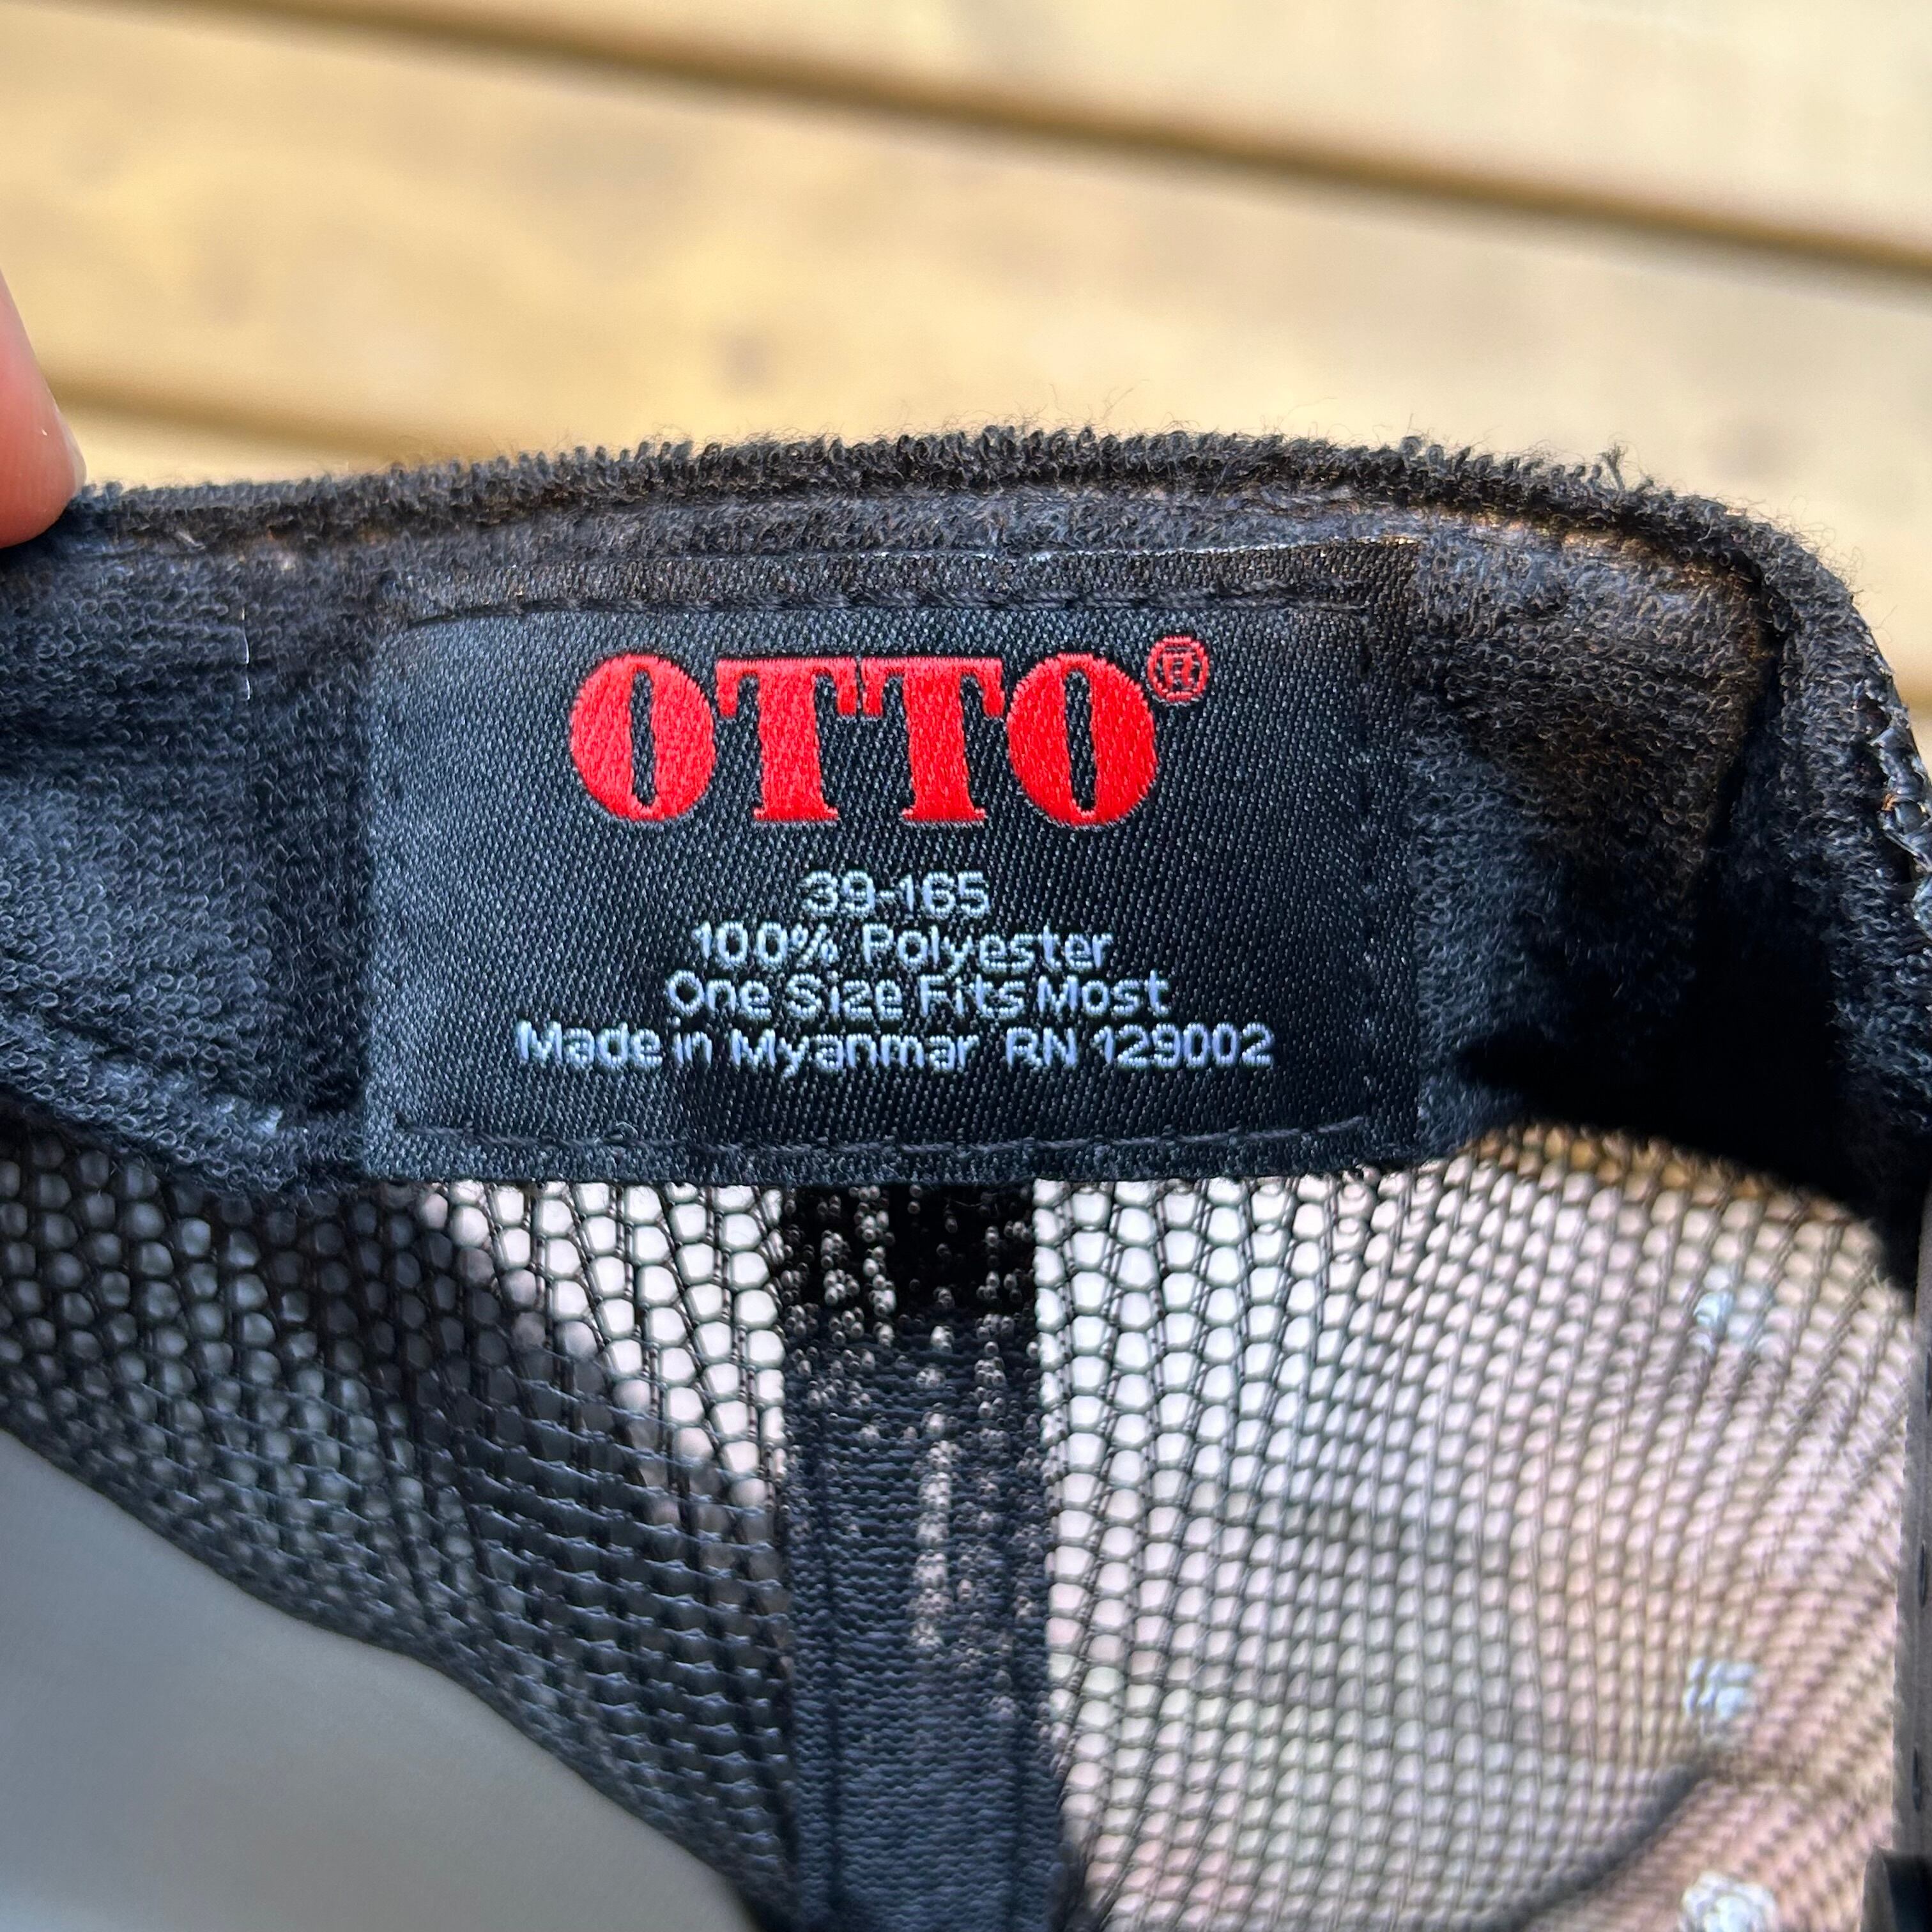 OTTO®
39-165
100% Polyester
One Size Fits Most
Made in Myanmar RN 129002